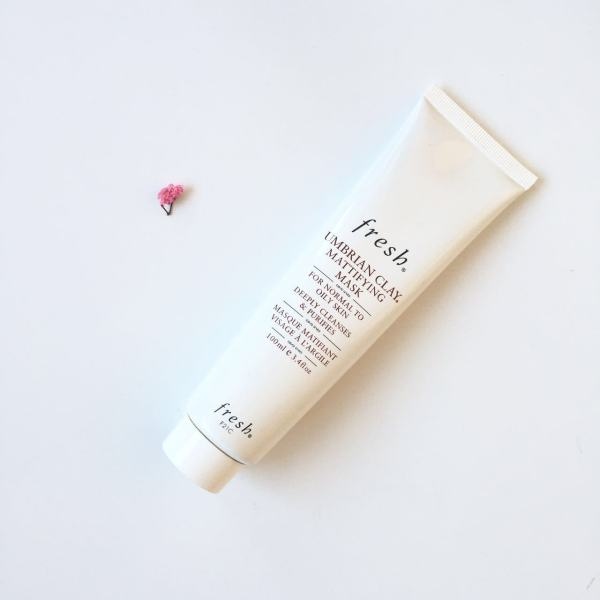 fresh®
UMBRIAN CLAY®
MATTIFYING
MASK
FOR NORMAL TO
OILY SKIN
DEEPLY CLEANSES
& PURIFIES
MASQUE MATIFIANT
VISAGE À L'ARGILE
100ml e 3.4fl oz
fresh®
F21C